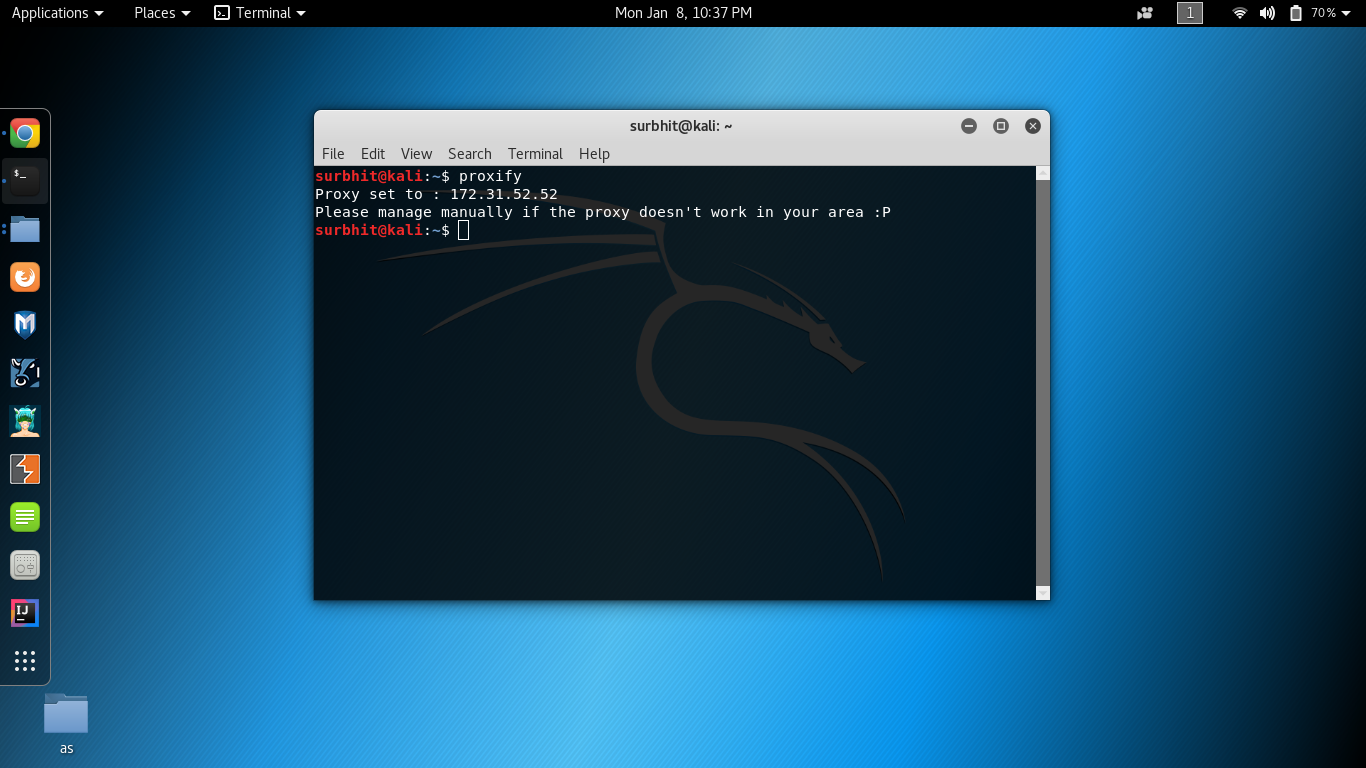 Applications Places Terminal Mon Jan 8, 10:37 PM 1 70%
surbhit@kali: ~
File Edit View Search Terminal Help
surbhit@kali:~$ proxify
Proxy set to : 172.31.52.52
Please manage manually if the proxy doesn't work in your area :P
surbhit@kali:~$
$_
M
IJ
as